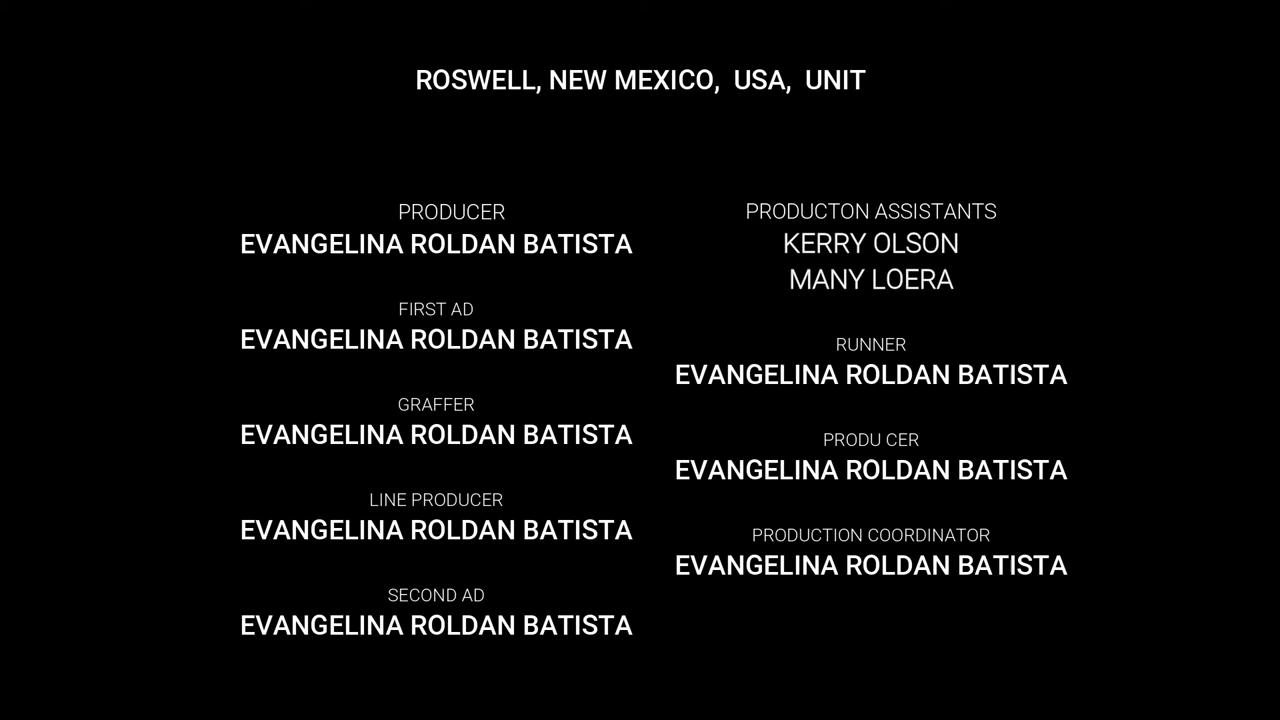 ROSWELL, NEW MEXICO,  USA,  UNIT
PRODUCER
EVANGELINA ROLDAN BATISTA
FIRST AD
EVANGELINA ROLDAN BATISTA
GRAFFER
EVANGELINA ROLDAN BATISTA
LINE PRODUCER
EVANGELINA ROLDAN BATISTA
SECOND AD
EVANGELINA ROLDAN BATISTA
PRODUCTON ASSISTANTS
KERRY OLSON
MANY LOERA
RUNNER
EVANGELINA ROLDAN BATISTA
PRODU CER
EVANGELINA ROLDAN BATISTA
PRODUCTION COORDINATOR
EVANGELINA ROLDAN BATISTA